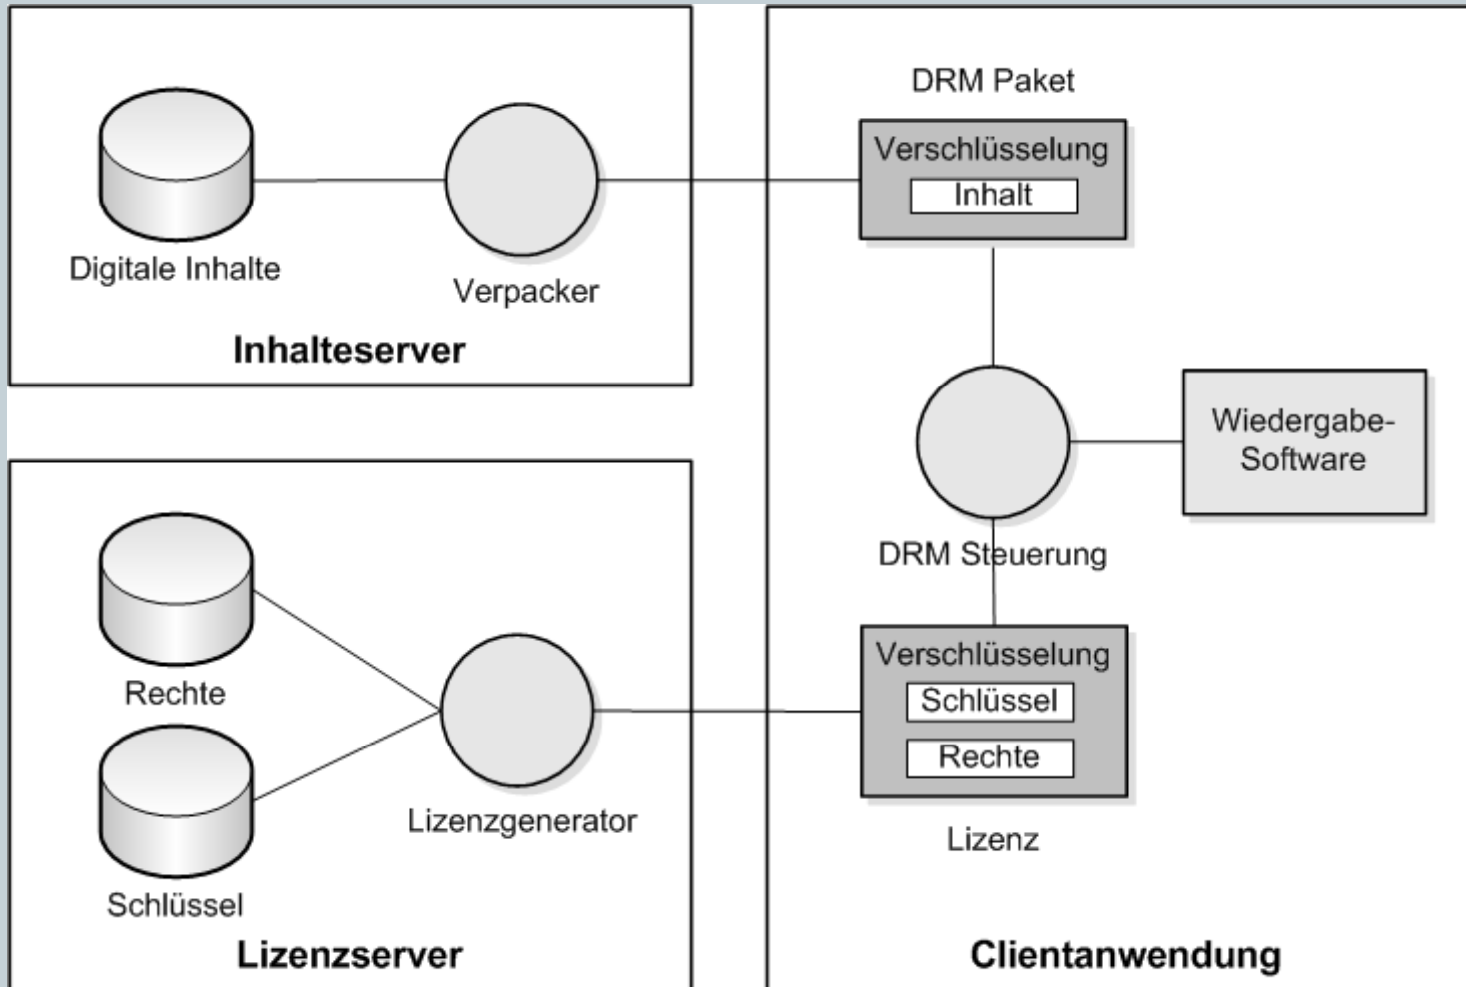 Digitale Inhalte
Verpacker
Inhalteserver
Rechte
Schlüssel
Lizenzgenerator
Lizenzserver
DRM Paket
Verschlüsselung
Inhalt
Wiedergabe-
Software
DRM Steuerung
Verschlüsselung
Schlüssel
Rechte
Lizenz
Clientanwendung